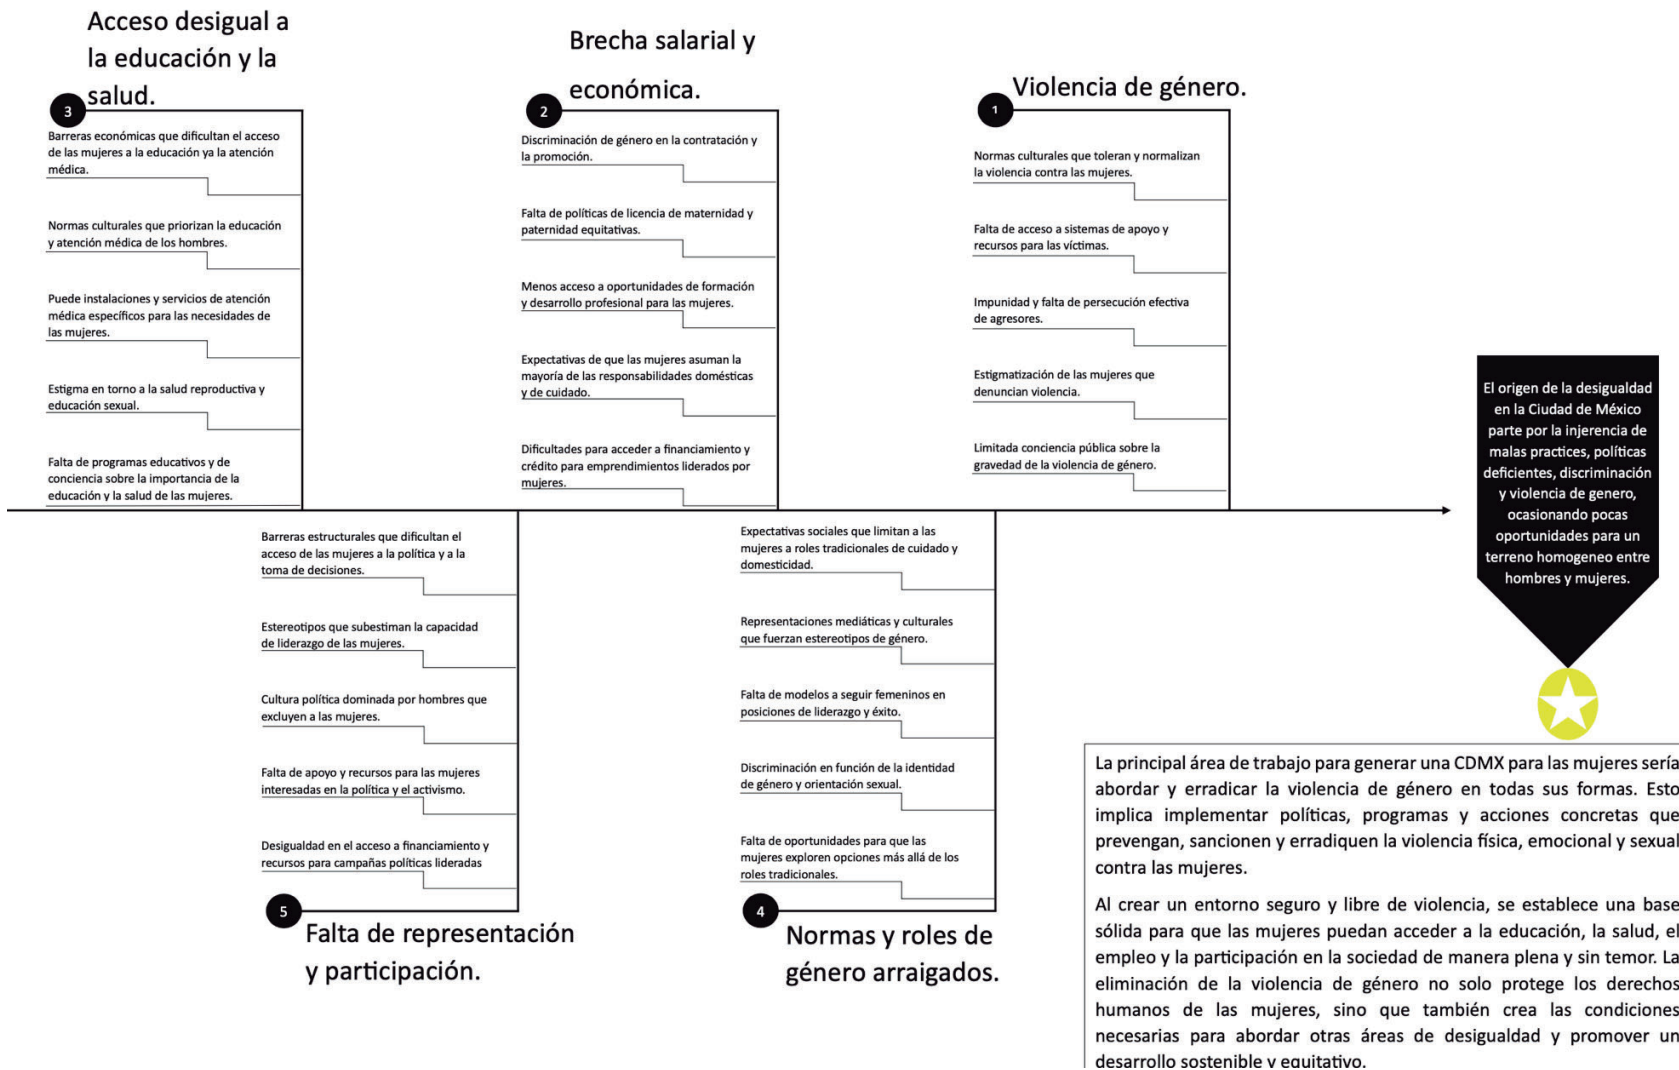 Acceso desigual a
la educación y la
salud.
3
Barreras económicas que dificultan el acceso
de las mujeres a la educación ya la atención
médica.
Normas culturales que priorizan la educación
y atención médica de los hombres.
Puede instalaciones y servicios de atención
médica específicos para las necesidades de
las mujeres.
Estigma en torno a la salud reproductiva y
educación sexual.
Falta de programas educativos y de
conciencia sobre la importancia de la
educación y la salud de las mujeres.
Brecha salarial y
económica.
2
Discriminación de género en la contratación y
la promoción.
Falta de políticas de licencia de maternidad y
paternidad equitativas.
Menos acceso a oportunidades de formación
y desarrollo profesional para las mujeres.
Expectativas de que las mujeres asuman la
mayoría de las responsabilidades domésticas
y de cuidado.
Dificultades para acceder a financiamiento y
crédito para emprendimientos liderados por
mujeres.
Violencia de género.
1
Normas culturales que toleran y normalizan
la violencia contra las mujeres.
Falta de acceso a sistemas de apoyo y
recursos para las víctimas.
Impunidad y falta de persecución efectiva
de agresores.
Estigmatización de las mujeres que
denuncian violencia.
Limitada conciencia pública sobre la
gravedad de la violencia de género.
El origen de la desigualdad
en la Ciudad de México
parte por la injerencia de
malas practices, políticas
deficientes, discriminación
y violencia de genero,
ocasionando pocas
oportunidades para un
terreno homogeneo entre
hombres y mujeres.
Barreras estructurales que dificultan el
acceso de las mujeres a la política y a la
toma de decisiones.
Estereotipos que subestiman la capacidad
de liderazgo de las mujeres.
Cultura política dominada por hombres que
excluyen a las mujeres.
Falta de apoyo y recursos para las mujeres
interesadas en la política y el activismo.
Desigualdad en el acceso a financiamiento y
recursos para campañas políticas lideradas
5
Falta de representación
y participación.
Expectativas sociales que limitan a las
mujeres a roles tradicionales de cuidado y
domesticidad.
Representaciones mediáticas y culturales
que fuerzan estereotipos de género.
Falta de modelos a seguir femeninos en
posiciones de liderazgo y éxito.
Discriminación en función de la identidad
de género y orientación sexual.
Falta de oportunidades para que las
mujeres exploren opciones más allá de los
roles tradicionales.
4
Normas y roles de
género arraigados.
La principal área de trabajo para generar una CDMX para las mujeres sería
abordar y erradicar la violencia de género en todas sus formas. Esto
implica implementar políticas, programas y acciones concretas que
prevengan, sancionen y erradiquen la violencia física, emocional y sexual
contra las mujeres.
Al crear un entorno seguro y libre de violencia, se establece una base
sólida para que las mujeres puedan acceder a la educación, la salud, el
empleo y la participación en la sociedad de manera plena y sin temor. La
eliminación de la violencia de género no solo protege los derechos
humanos de las mujeres, sino que también crea las condiciones
necesarias para abordar otras áreas de desigualdad y promover un
desarrollo sostenible y equitativo.